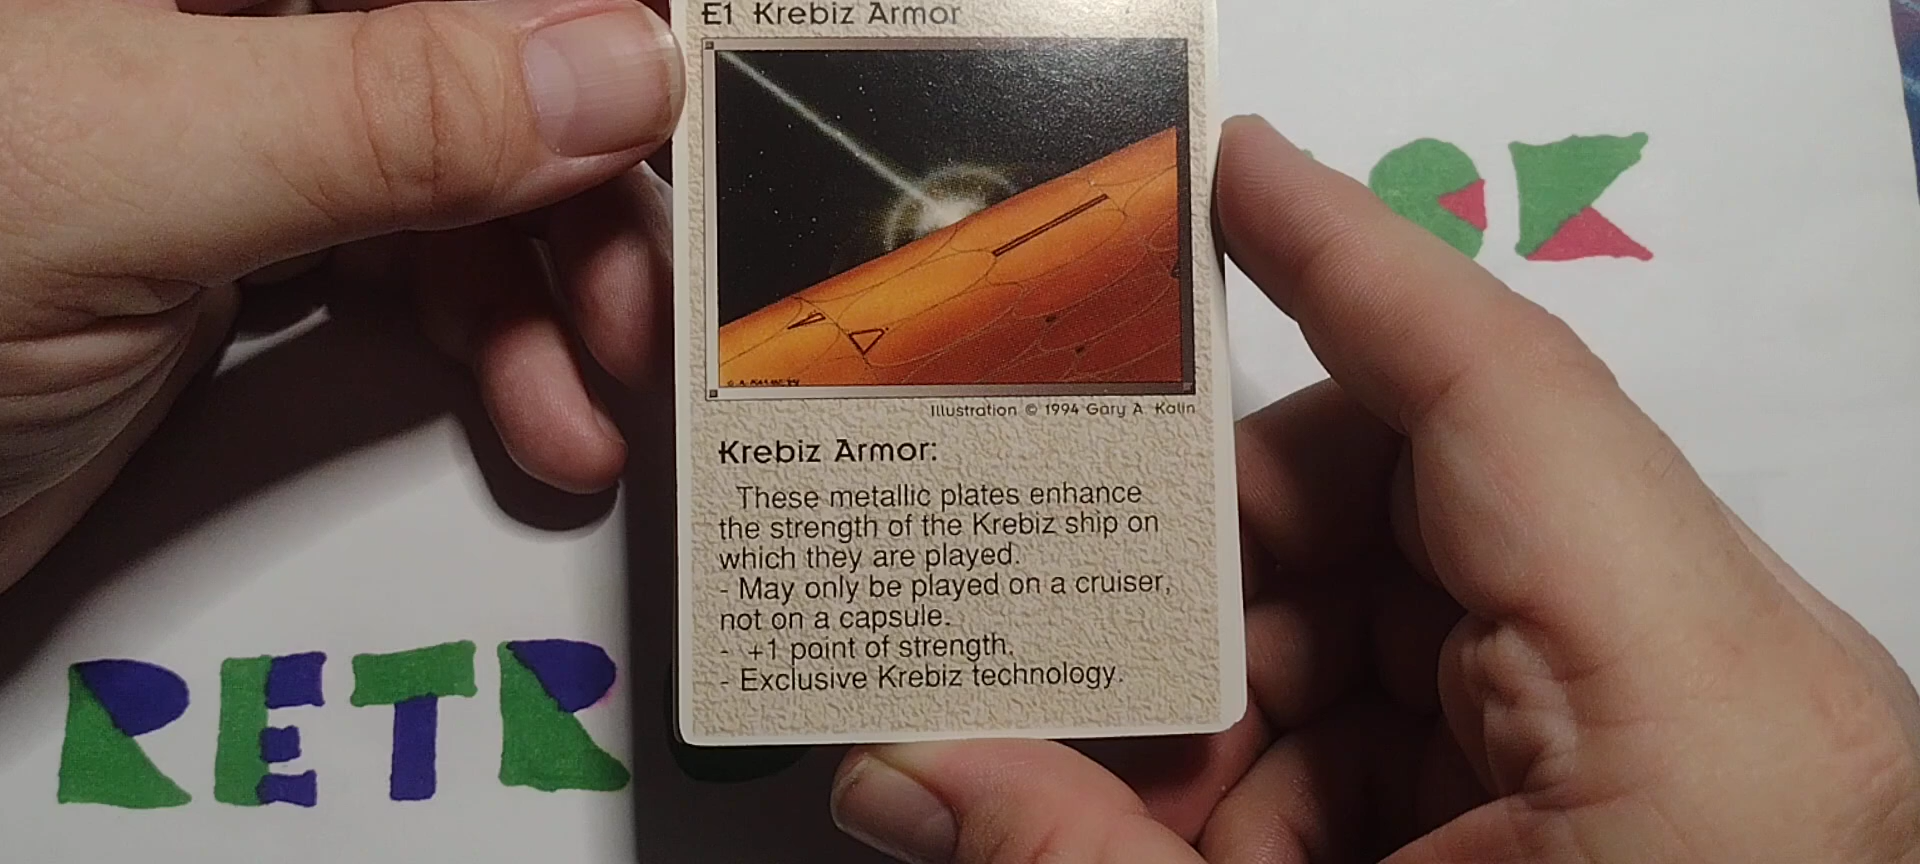 E1 Krebiz Armor
Illustration © 1994 Gary A Kalin
Krebiz Armor:
These metallic plates enhance
the strength of the Krebiz ship on
which they are played.
- May only be played on a cruiser,
not on a capsule.
- +1 point of strength.
- Exclusive Krebiz technology.
RETR